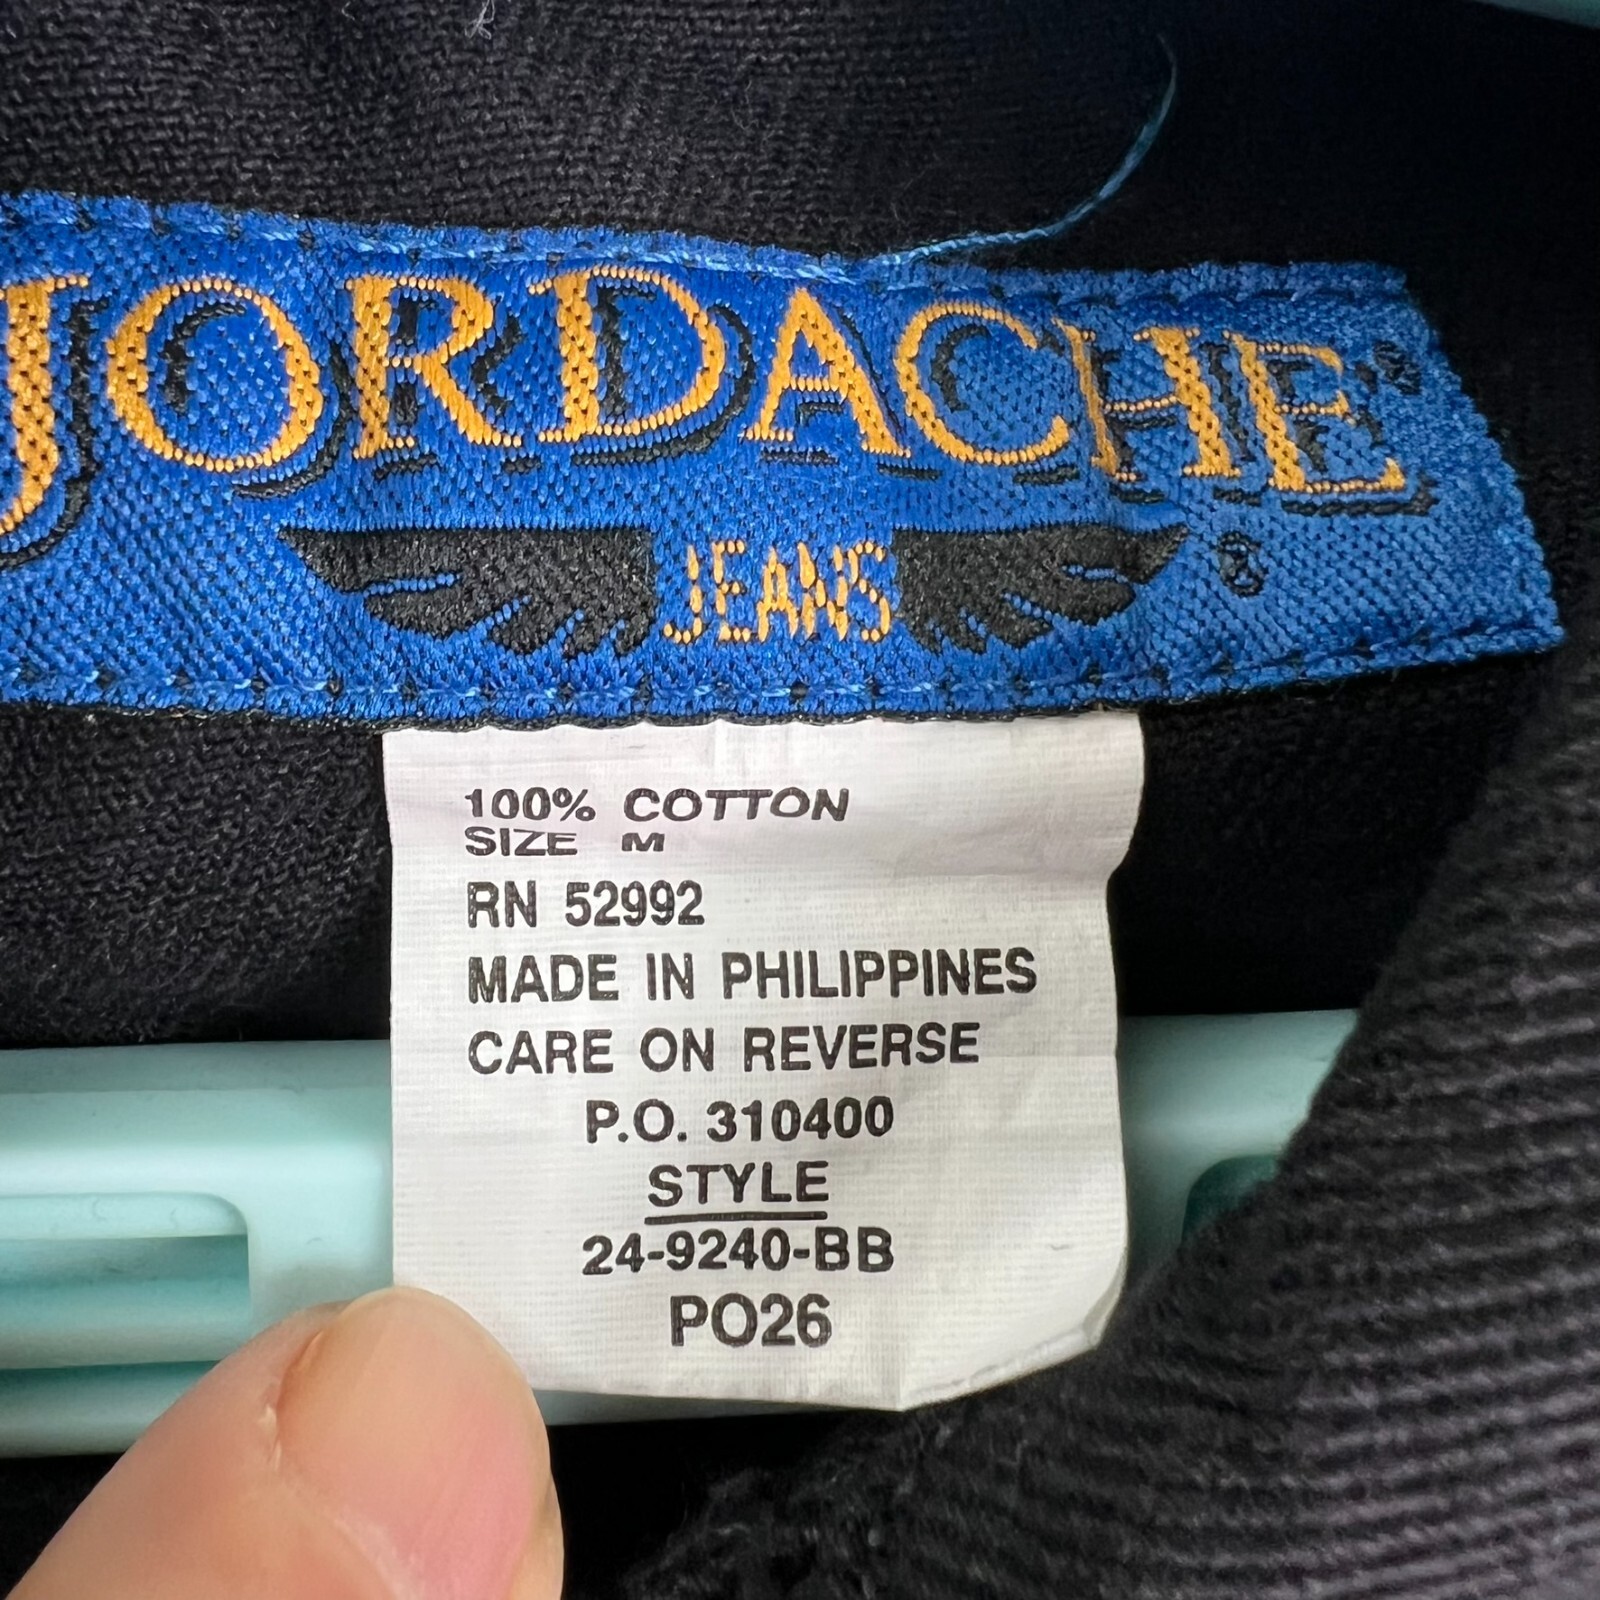 JORDACHE®
JEANS ®
100% COTTON
SIZE M
RN 52992
MADE IN PHILIPPINES
CARE ON REVERSE
P.O. 310400
STYLE
24-9240-BB
PO26